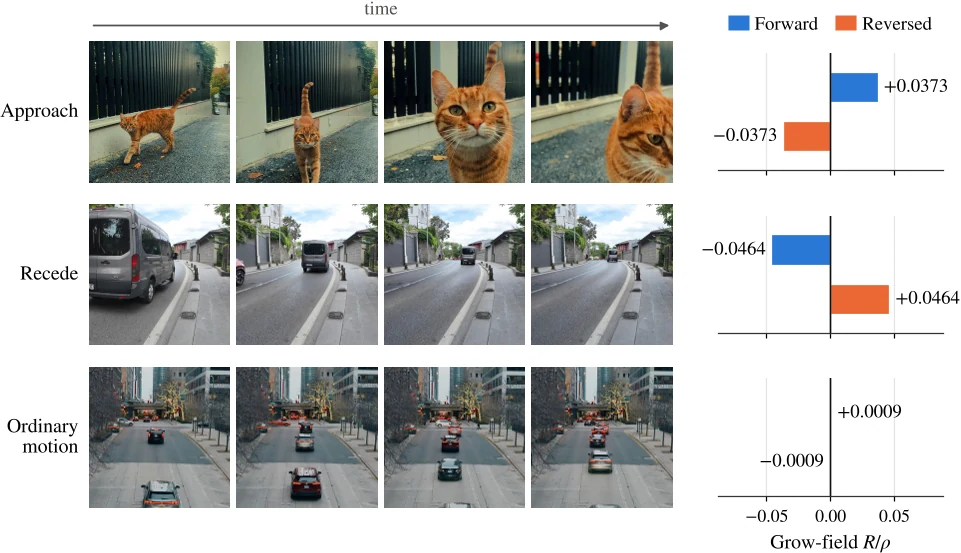 time
Forward
Reversed
Approach
+0.0373
−0.0373
Recede
−0.0464
+0.0464
Ordinary
motion
+0.0009
−0.0009
−0.05
0.00
0.05
Grow-field R/ρ